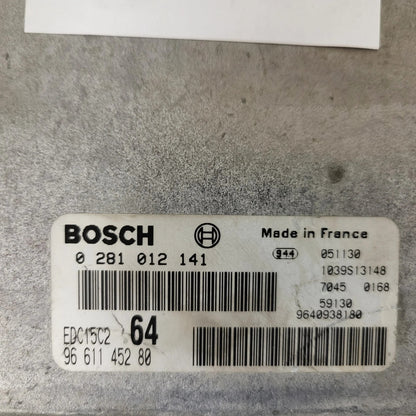 BOSCH Made in France
0 281 012 141 944 051130
1039S13148
7045 0168
59130
9640938180
EDC15C2 64
96 611 452 80